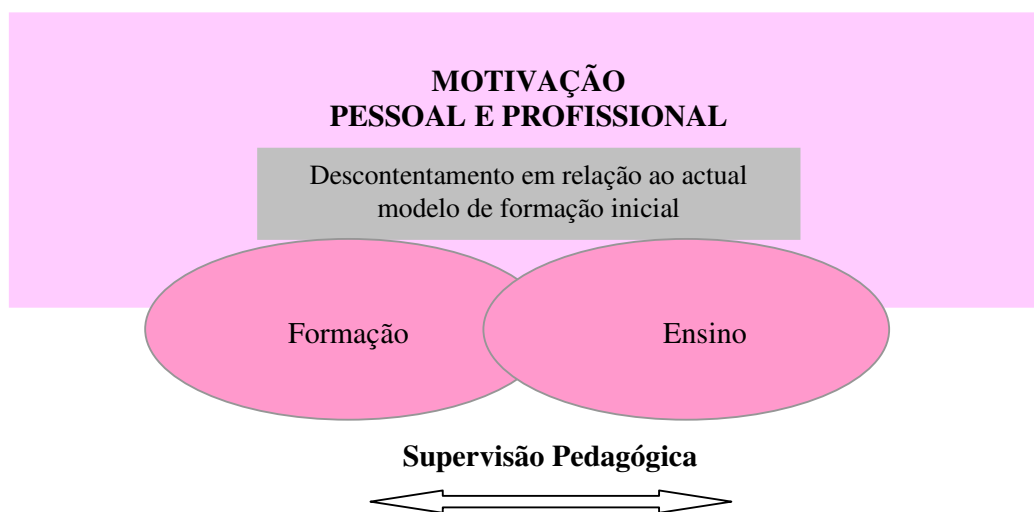 MOTIVAÇÃO
PESSOAL E PROFISSIONAL
Descontentamento em relação ao actual
modelo de formação inicial
Formação
Ensino
Supervisão Pedagógica